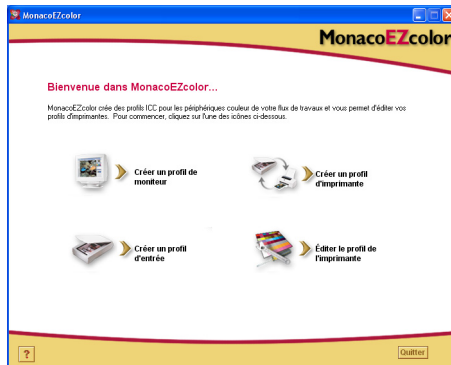 MonacoEZcolor
MonacoEZcolor
Bienvenue dans MonacoEZcolor...
MonacoEZcolor crée des profils ICC pour les périphériques couleur de votre flux de travaux et vous permet d'éditer vos
profils d'imprimantes. Pour commencer, cliquez sur l'une des icônes ci-dessous.
Créer un profil de
moniteur
Créer un profil
d'imprimante
Créer un profil
d'entrée
Éditer le profil de
l'imprimante
?
Quitter